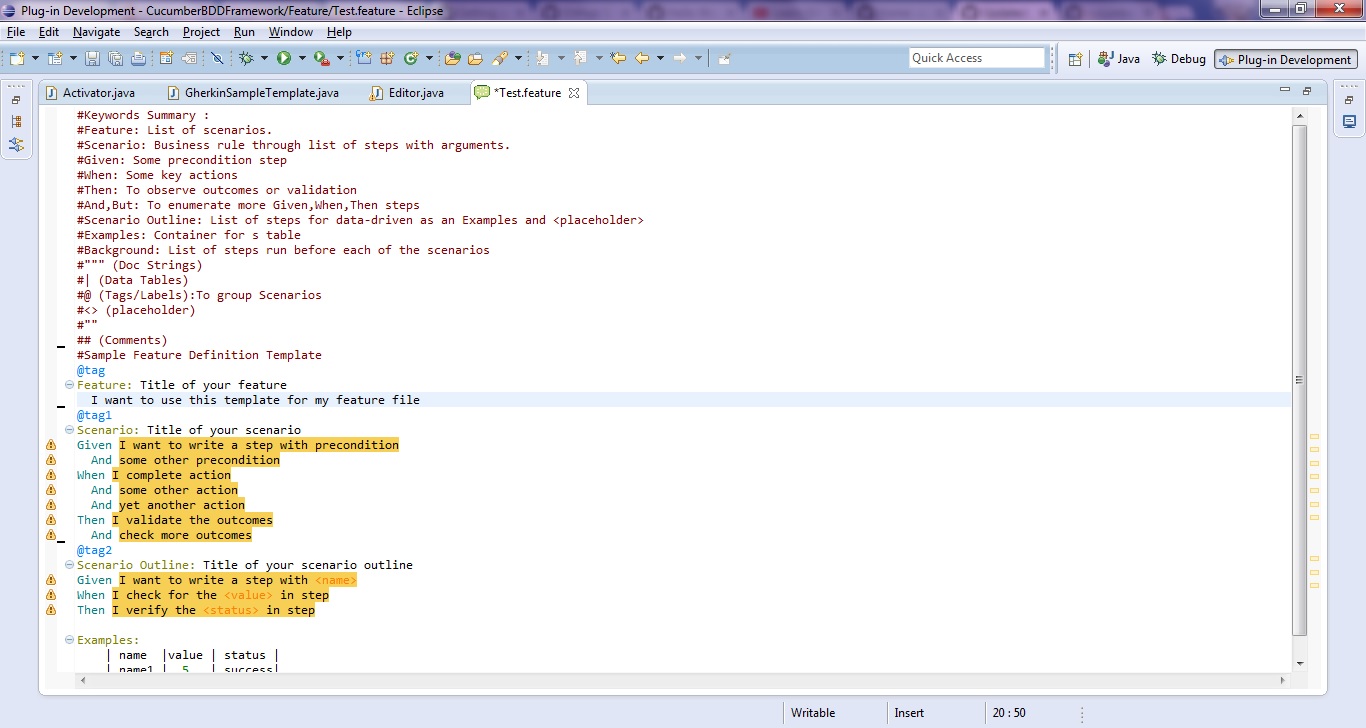 Plug-in Development - CucumberBDDFramework/Feature/Test.feature - Eclipse
File Edit Navigate Search Project Run Window Help
Quick Access
Java Debug Plug-in Development
Activator.java GherkinSampleTemplate.java Editor.java *Test.feature
#Keywords Summary :
#Feature: List of scenarios.
#Scenario: Business rule through list of steps with arguments.
#Given: Some precondition step
#When: Some key actions
#Then: To observe outcomes or validation
#And,But: To enumerate more Given,When,Then steps
#Scenario Outline: List of steps for data-driven as an Examples and <placeholder>
#Examples: Container for s table
#Background: List of steps run before each of the scenarios
#""" (Doc Strings)
#| (Data Tables)
#@ (Tags/Labels):To group Scenarios
#<> (placeholder)
#""
## (Comments)
#Sample Feature Definition Template
@tag
Feature: Title of your feature
I want to use this template for my feature file
@tag1
Scenario: Title of your scenario
Given I want to write a step with precondition
And some other precondition
When I complete action
And some other action
And yet another action
Then I validate the outcomes
And check more outcomes
@tag2
Scenario Outline: Title of your scenario outline
Given I want to write a step with <name>
When I check for the <value> in step
Then I verify the <status> in step
Examples:
| name |value | status |
| name1 | 5 | success|
Writable Insert 20 : 50